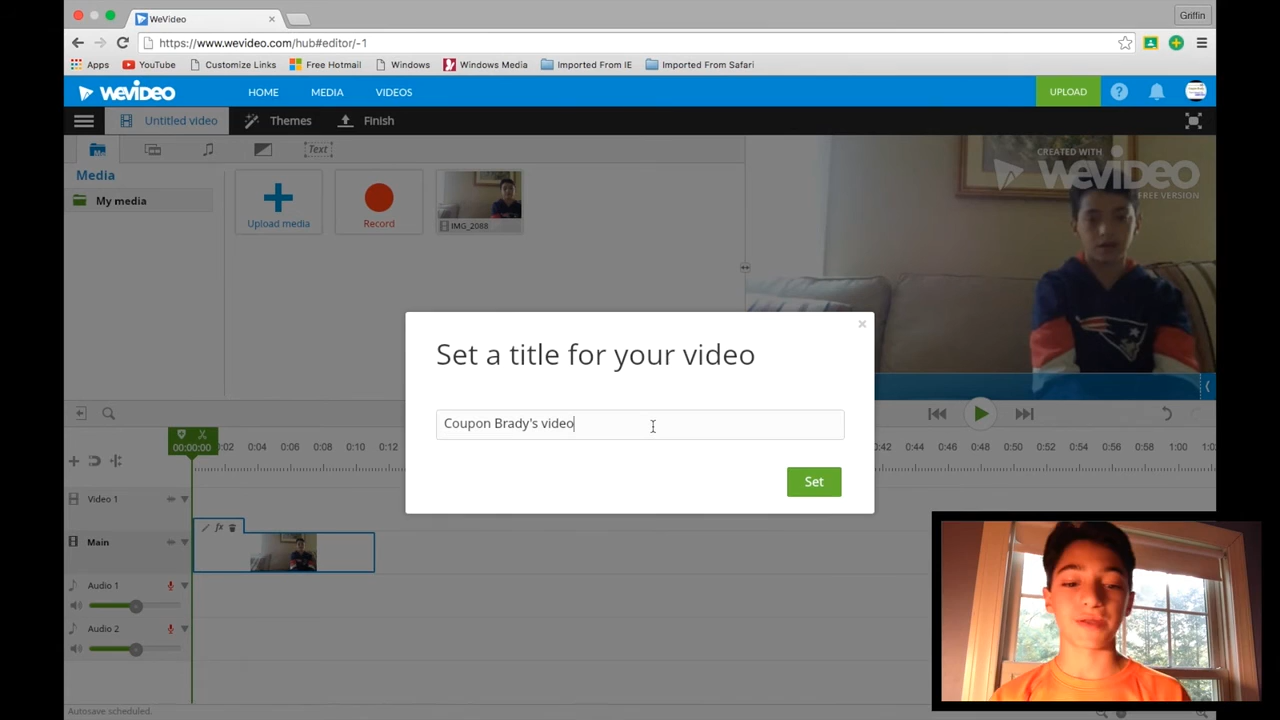 WeVideo
Griffin
https://www.wevideo.com/hub#editor/-1
Apps YouTube Customize Links Free Hotmail Windows Windows Media Imported From IE Imported From Safari
WEVIDEO HOME MEDIA VIDEOS UPLOAD ?
Untitled video Themes Finish
Text
CREATED WITH
WEVIDEO
FREE VERSION
Media
My media
Upload media Record IMG_2088
Set a title for your video
Coupon Brady's video
Set
00:00:00 0:02 0:04 0:06 0:08 0:10 0:12 0:42 0:44 0:46 0:48 0:50 0:52 0:54 0:56 0:58 1:00
Video 1
fx
Main
Audio 1
Audio 2
Autosave scheduled.